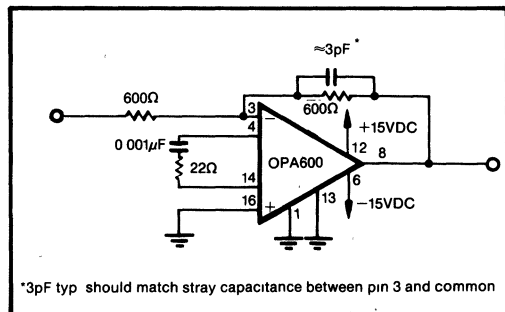 ≈3pF *
600Ω
600Ω
3
4
−
+15VDC
0 001µF
12
8
OPA600
22Ω
6
14
13
−15VDC
16
+
1
*3pF typ should match stray capacitance between pin 3 and common